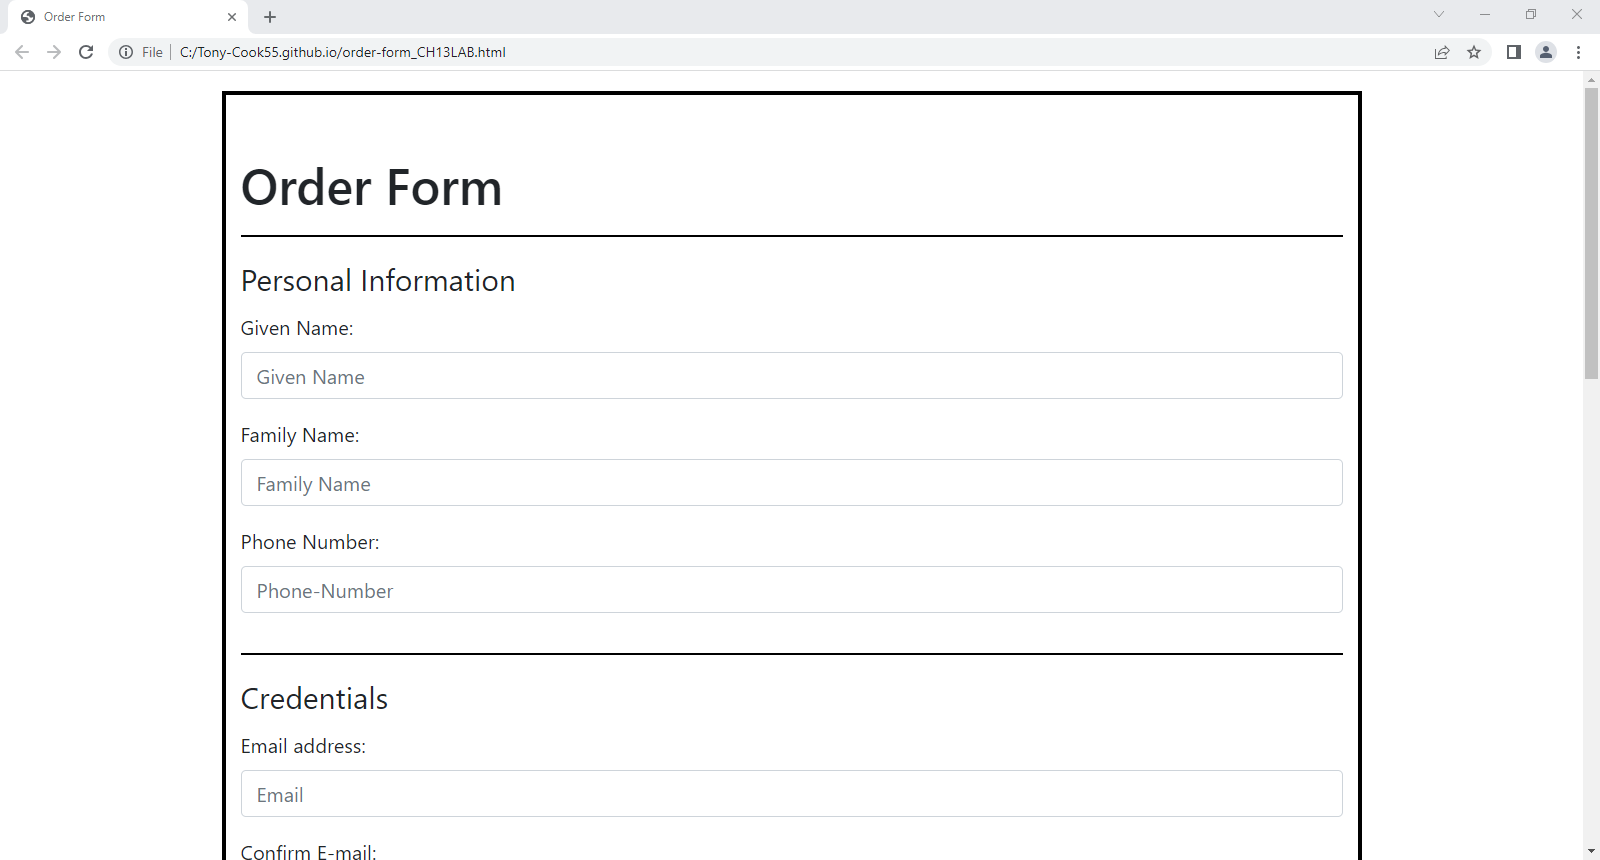 Order Form
File C:/Tony-Cook55.github.io/order-form_CH13LAB.html
Order Form
Personal Information
Given Name:
Given Name
Family Name:
Family Name
Phone Number:
Phone-Number
Credentials
Email address:
Email
Confirm E-mail: